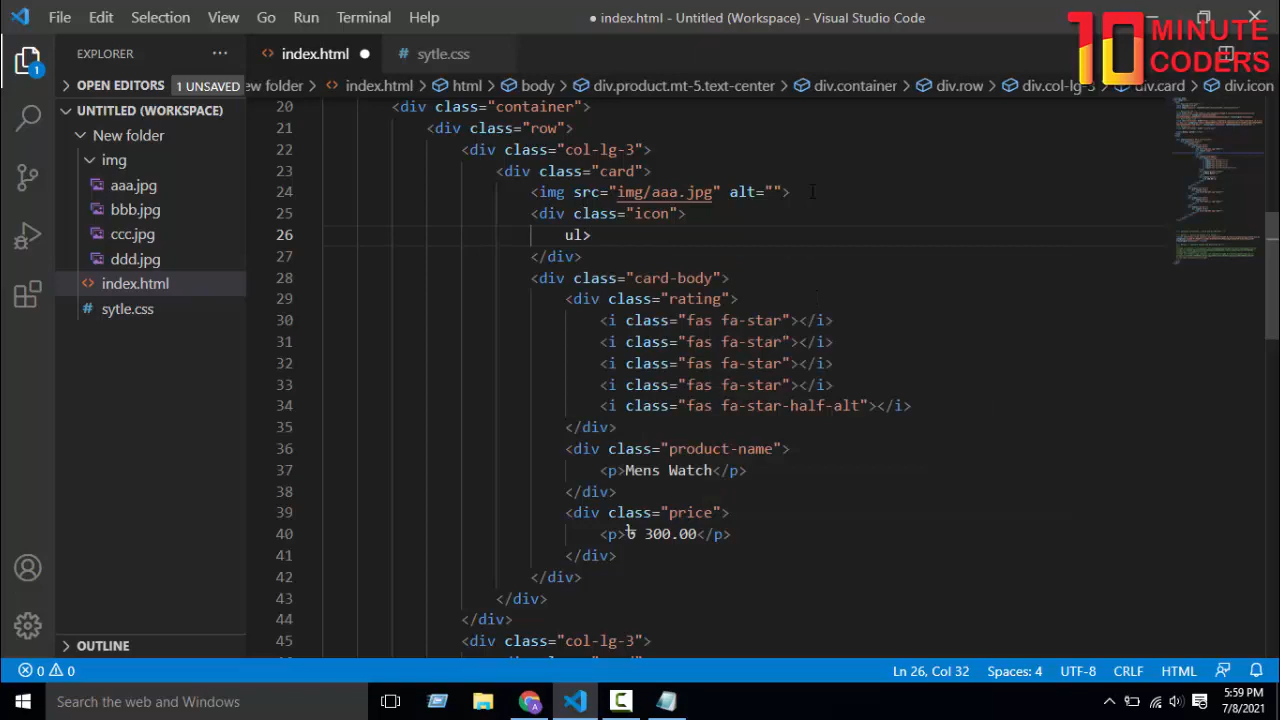 File Edit Selection View Go Run Terminal Help
● index.html - Untitled (Workspace) - Visual Studio Code
10 MINUTE CODERS
EXPLORER ···
index.html ●
# sytle.css
OPEN EDITORS 1 UNSAVED
ew folder > index.html > html > body > div.product.mt-5.text-center > div.container > div.row > div.col-lg-3 > div.card > div.icon
UNTITLED (WORKSPACE)
New folder
img
aaa.jpg
bbb.jpg
ccc.jpg
ddd.jpg
index.html
# sytle.css
20 <div class="container">
21 <div class="row">
22 <div class="col-lg-3">
23 <div class="card">
24 <img src="img/aaa.jpg" alt="">
25 <div class="icon">
26 ul>
27 </div>
28 <div class="card-body">
29 <div class="rating">
30 <i class="fas fa-star"></i>
31 <i class="fas fa-star"></i>
32 <i class="fas fa-star"></i>
33 <i class="fas fa-star"></i>
34 <i class="fas fa-star-half-alt"></i>
35 </div>
36 <div class="product-name">
37 <p>Mens Watch</p>
38 </div>
39 <div class="price">
40 <p>৳ 300.00</p>
41 </div>
42 </div>
43 </div>
44 </div>
45 <div class="col-lg-3">
OUTLINE
0 0
Ln 26, Col 32 Spaces: 4 UTF-8 CRLF HTML
Search the web and Windows
5:59 PM
7/8/2021
1